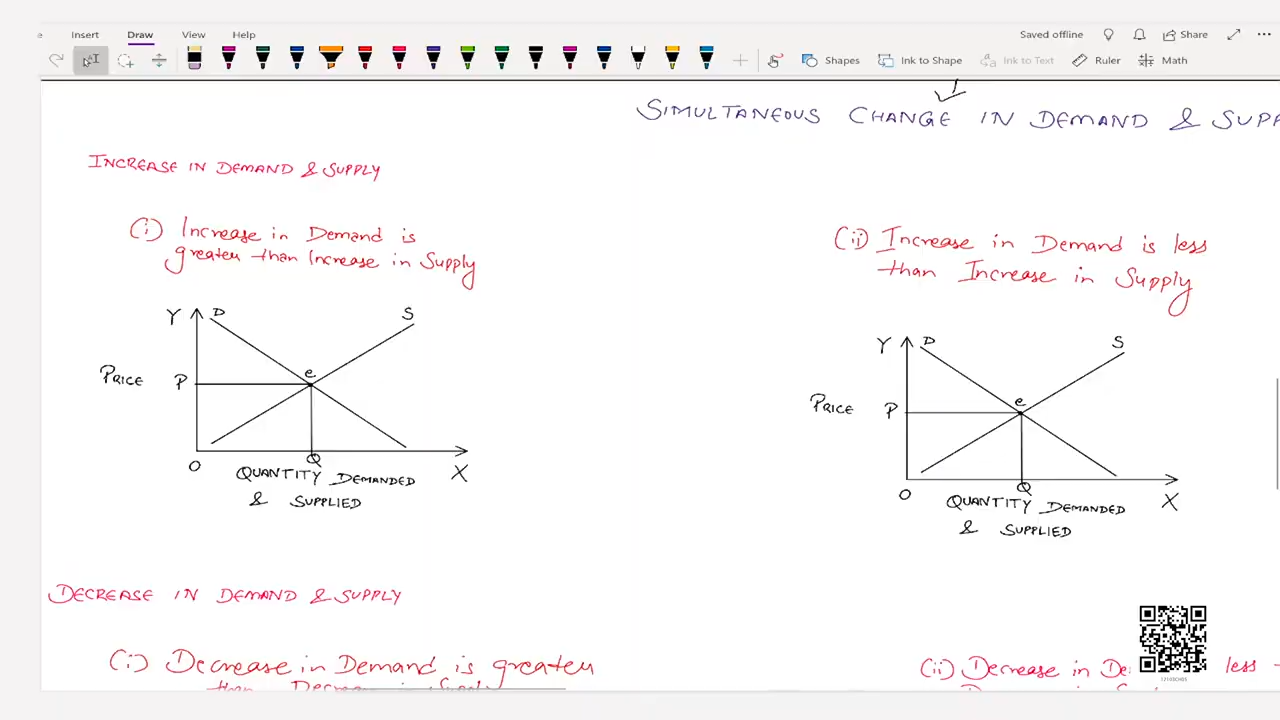 Insert Draw View Help
Saved offline Share
Shapes Ink to Shape Ink to Text Ruler Math
SIMULTANEOUS CHANGE IN DEMAND &
INCREASE IN DEMAND & SUPPLY
(i) Increase in Demand is
greater than Increase in Supply
Y D S
e
PRICE P
O Q X
QUANTITY DEMANDED
& SUPPLIED
(ii) Increase in Demand is less
than Increase in Supply
Y D S
e
PRICE P
O Q X
QUANTITY DEMANDED
& SUPPLIED
DECREASE IN DEMAND & SUPPLY
(i) Decrease in Demand is greater
(ii) Decrease in less